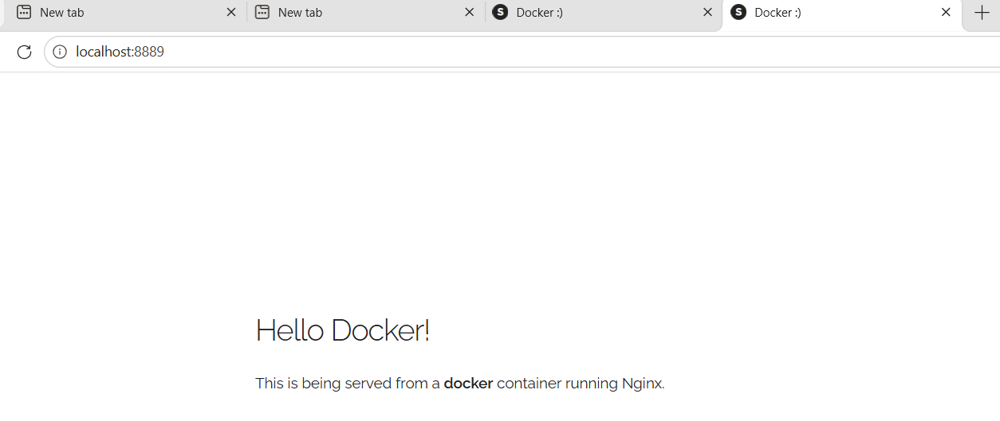 New tab
New tab
S Docker :)
S Docker :)
localhost:8889
Hello Docker!
This is being served from a docker container running Nginx.